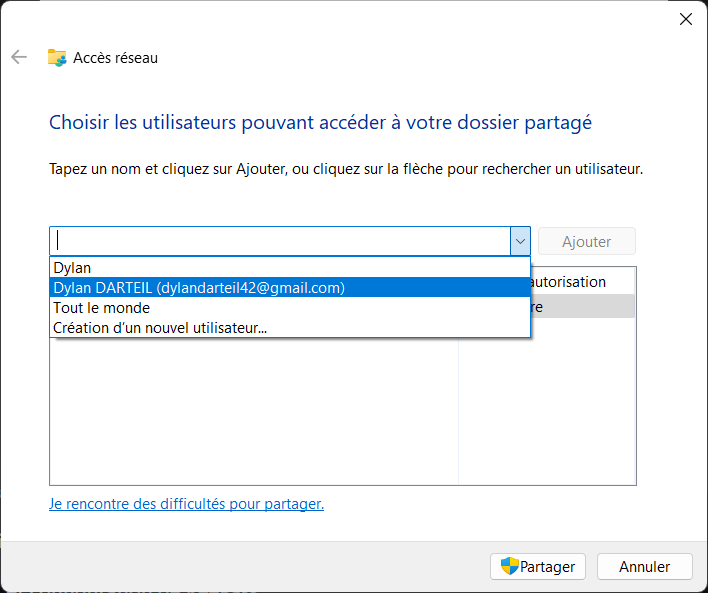 Accès réseau
Choisir les utilisateurs pouvant accéder à votre dossier partagé
Tapez un nom et cliquez sur Ajouter, ou cliquez sur la flèche pour rechercher un utilisateur.
Ajouter
Dylan
Dylan DARTEIL (dylandarteil42@gmail.com)
Tout le monde
Création d’un nouvel utilisateur...
autorisation
re
Je rencontre des difficultés pour partager.
Partager
Annuler